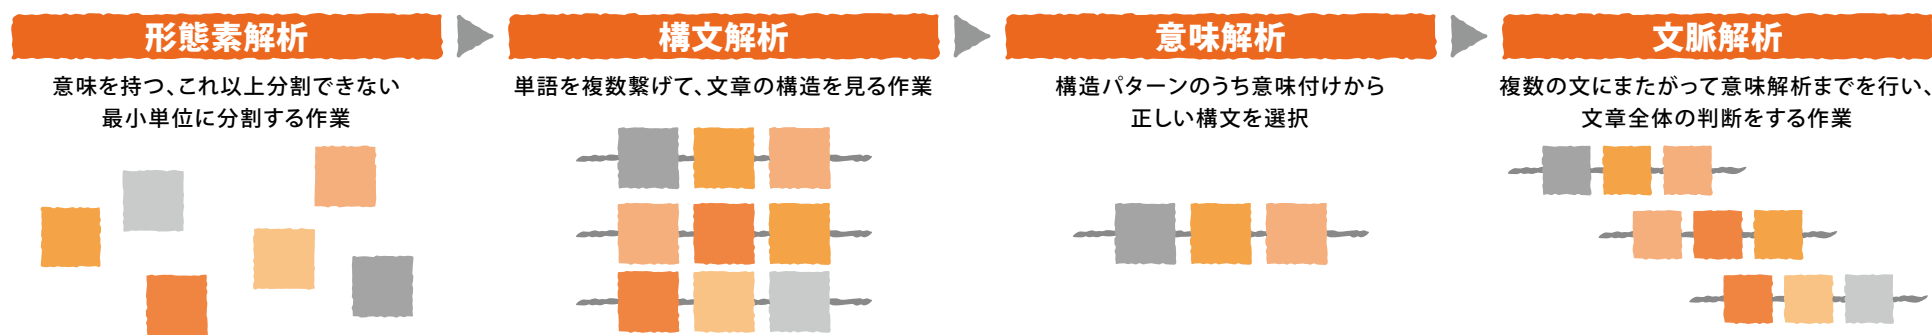 形態素解析
意味を持つ、これ以上分割できない
最小単位に分割する作業
構文解析
単語を複数繋げて、文章の構造を見る作業
意味解析
構造パターンのうち意味付けから
正しい構文を選択
文脈解析
複数の文にまたがって意味解析までを行い、
文章全体の判断をする作業